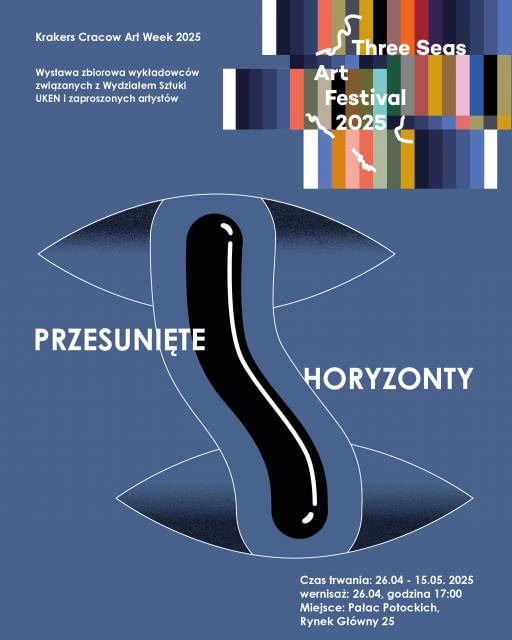 Krakers Cracow Art Week 2025
Wystawa zbiorowa wykładowców
związanych z Wydziałem Sztuki
UKEN i zaproszonych artystów
Three Seas
Art
Festival
2025
PRZESUNIĘTE
HORYZONTY
Czas trwania: 26.04 - 15.05. 2025
wernisaż: 26.04, godzina 17:00
Miejsce: Pałac Potockich,
Rynek Główny 25